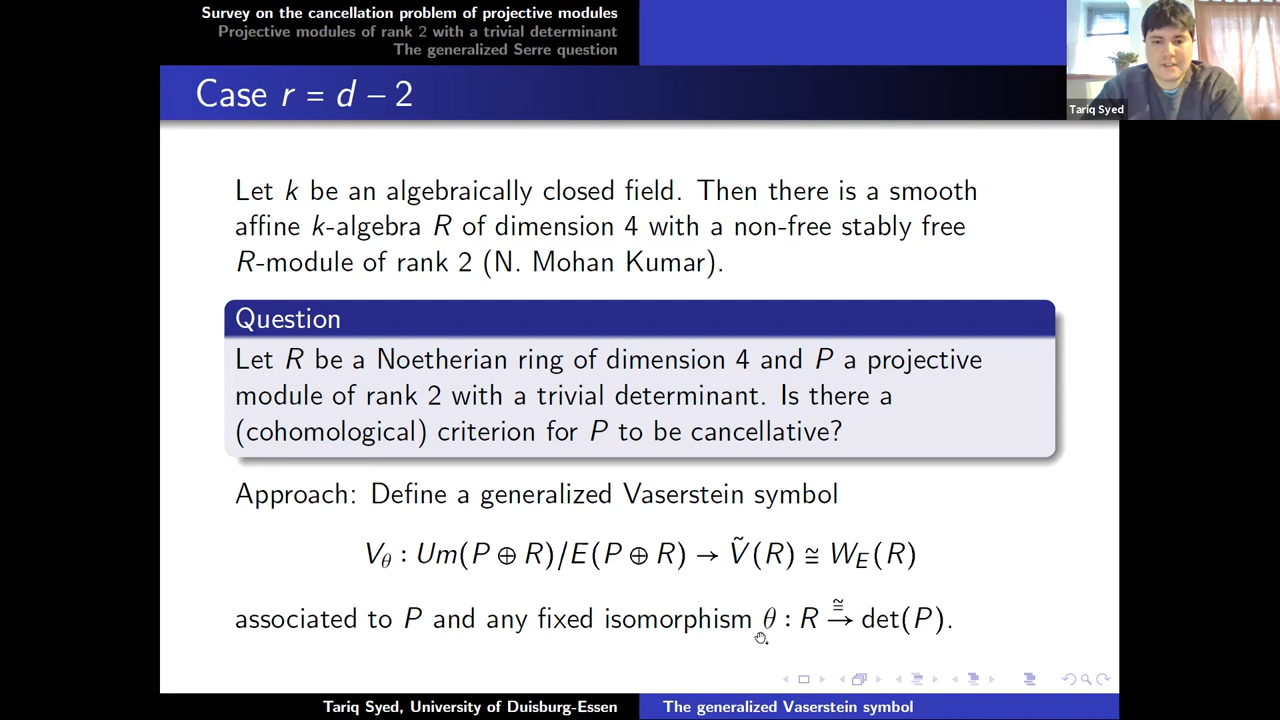 Survey on the cancellation problem of projective modules
Projective modules of rank 2 with a trivial determinant
The generalized Serre question
Case r = d − 2
Tariq Syed
Let k be an algebraically closed field. Then there is a smooth
affine k-algebra R of dimension 4 with a non-free stably free
R-module of rank 2 (N. Mohan Kumar).
Question
Let R be a Noetherian ring of dimension 4 and P a projective
module of rank 2 with a trivial determinant. Is there a
(cohomological) criterion for P to be cancellative?
Approach: Define a generalized Vaserstein symbol
V_θ : Um(P ⊕ R)/E(P ⊕ R) → Ṽ(R) ≅ W_E(R)
associated to P and any fixed isomorphism θ : R ≅→ det(P).
Tariq Syed, University of Duisburg-Essen
The generalized Vaserstein symbol